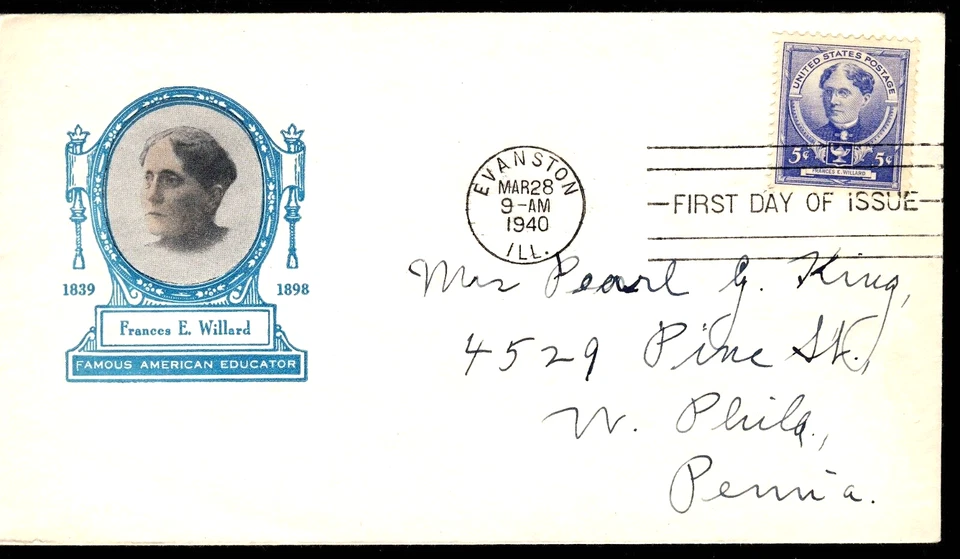 UNITED STATES POSTAGE
5¢ 5¢
FRANCES E. WILLARD
EVANSTON
MAR28
9-AM
1940
ILL.
FIRST DAY OF ISSUE
1839 1898
Frances E. Willard
FAMOUS AMERICAN EDUCATOR
Mrs Pearl G. King,
4529 Pine St.,
W. Phila.,
Penn'a.